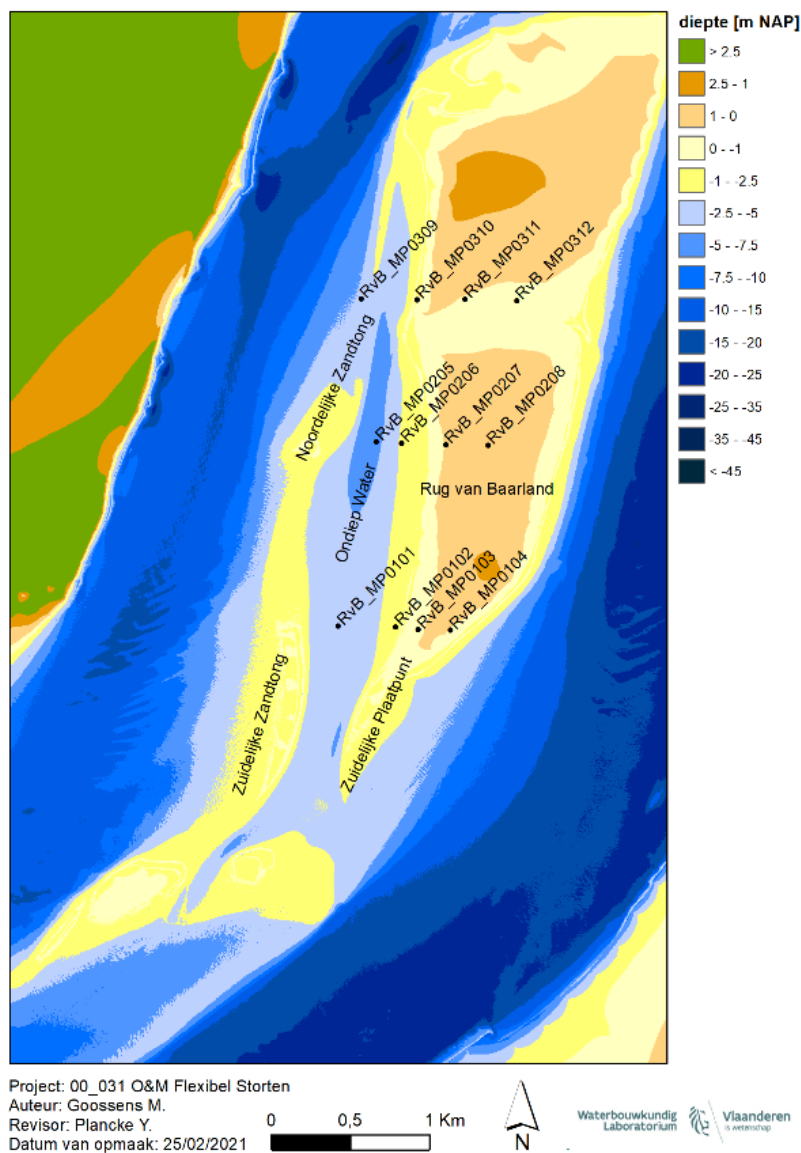 diepte [m NAP]
> 2.5
2.5 - 1
1 - 0
0 - -1
-1 - -2.5
-2.5 - -5
-5 - -7.5
-7.5 - -10
-10 - -15
-15 - -20
-20 - -25
-25 - -35
-35 - -45
< -45
RvB_MP0309
RvB_MP0310
RvB_MP0311
RvB_MP0312
Noordelijke Zandtong
RvB_MP0205
RvB_MP0206
RvB_MP0207
RvB_MP0208
Ondiep Water
Rug van Baarland
RvB_MP0101
RvB_MP0102
RvB_MP0103
RvB_MP0104
Zuidelijke Zandtong
Zuidelijke Plaatpunt
Project: 00_031 O&M Flexibel Storten
Auteur: Goossens M.
Revisor: Plancke Y.
Datum van opmaak: 25/02/2021
0 0,5 1 Km
N
Waterbouwkundig
Laboratorium
Vlaanderen
is wetenschap